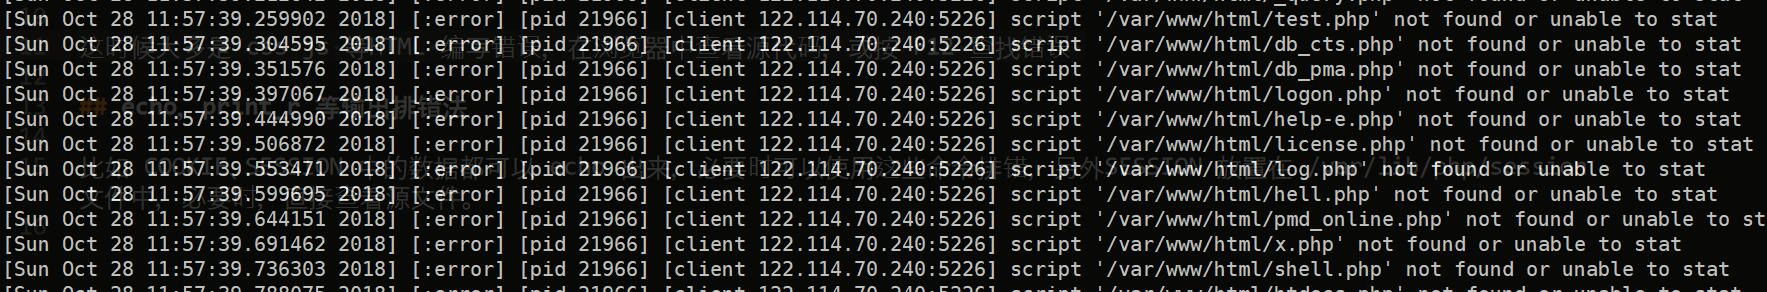 [Sun Oct 28 11:57:39.259902 2018] [:error] [pid 21966] [client 122.114.70.240:5226] script '/var/www/html/test.php' not found or unable to stat
[Sun Oct 28 11:57:39.304595 2018] [:error] [pid 21966] [client 122.114.70.240:5226] script '/var/www/html/db_cts.php' not found or unable to stat
[Sun Oct 28 11:57:39.351576 2018] [:error] [pid 21966] [client 122.114.70.240:5226] script '/var/www/html/db_pma.php' not found or unable to stat
[Sun Oct 28 11:57:39.397067 2018] [:error] [pid 21966] [client 122.114.70.240:5226] script '/var/www/html/logon.php' not found or unable to stat
[Sun Oct 28 11:57:39.444990 2018] [:error] [pid 21966] [client 122.114.70.240:5226] script '/var/www/html/help-e.php' not found or unable to stat
[Sun Oct 28 11:57:39.506872 2018] [:error] [pid 21966] [client 122.114.70.240:5226] script '/var/www/html/license.php' not found or unable to stat
[Sun Oct 28 11:57:39.553471 2018] [:error] [pid 21966] [client 122.114.70.240:5226] script '/var/www/html/log.php' not found or unable to stat
[Sun Oct 28 11:57:39.599695 2018] [:error] [pid 21966] [client 122.114.70.240:5226] script '/var/www/html/hell.php' not found or unable to stat
[Sun Oct 28 11:57:39.644151 2018] [:error] [pid 21966] [client 122.114.70.240:5226] script '/var/www/html/pmd_online.php' not found or unable to st
[Sun Oct 28 11:57:39.691462 2018] [:error] [pid 21966] [client 122.114.70.240:5226] script '/var/www/html/x.php' not found or unable to stat
[Sun Oct 28 11:57:39.736303 2018] [:error] [pid 21966] [client 122.114.70.240:5226] script '/var/www/html/shell.php' not found or unable to stat